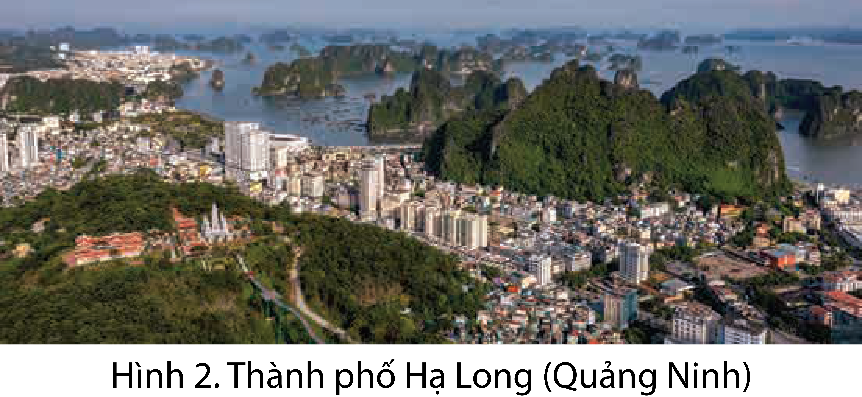 Hình 2. Thành phố Hạ Long (Quảng Ninh)